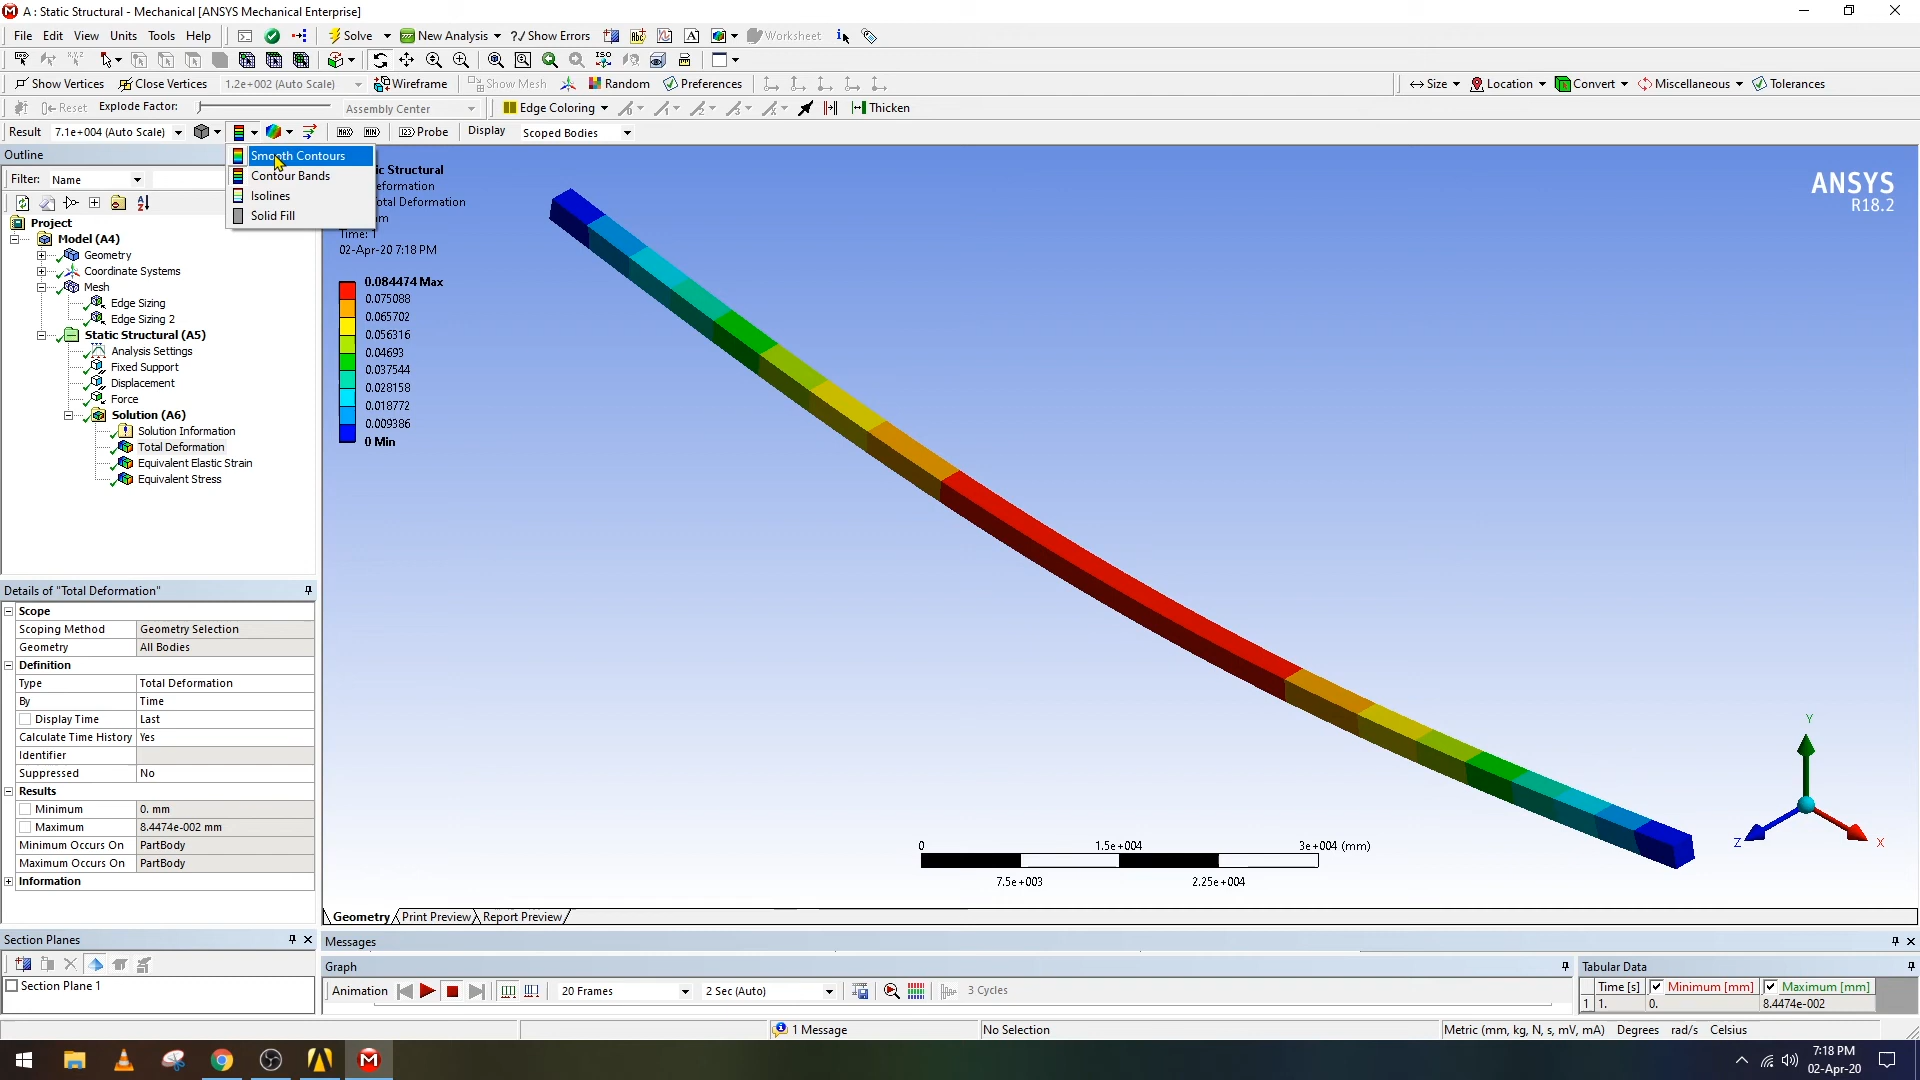 A : Static Structural - Mechanical [ANSYS Mechanical Enterprise]
File Edit View Units Tools Help Solve New Analysis ?/Show Errors Worksheet
Show Vertices Close Vertices 1.2e+002 (Auto Scale) Wireframe Show Mesh Random Preferences Size Location Convert Miscellaneous Tolerances
Reset Explode Factor: Assembly Center Edge Coloring Thicken
Result 7.1e+004 (Auto Scale) MAX MIN Probe Display Scoped Bodies
Outline
Smooth Contours
Contour Bands
Isolines
Solid Fill
Filter: Name
Project
Model (A4)
Geometry
Coordinate Systems
Mesh
Edge Sizing
Edge Sizing 2
Static Structural (A5)
Analysis Settings
Fixed Support
Displacement
Force
Solution (A6)
Solution Information
Total Deformation
Equivalent Elastic Strain
Equivalent Stress
ic Structural
eformation
otal Deformation
m
Time: 1
02-Apr-20 7:18 PM
0.084474 Max
0.075088
0.065702
0.056316
0.04693
0.037544
0.028158
0.018772
0.009386
0 Min
ANSYS
R18.2
Y
Z
X
0 1.5e+004 3e+004 (mm)
7.5e+003 2.25e+004
Details of "Total Deformation"
Scope
Scoping Method Geometry Selection
Geometry All Bodies
Definition
Type Total Deformation
By Time
Display Time Last
Calculate Time History Yes
Identifier
Suppressed No
Results
Minimum 0. mm
Maximum 8.4474e-002 mm
Minimum Occurs On PartBody
Maximum Occurs On PartBody
Information
Geometry Print Preview Report Preview
Section Planes
Section Plane 1
Messages
Graph
Animation 20 Frames 2 Sec (Auto) 3 Cycles
Tabular Data
Time [s] Minimum [mm] Maximum [mm]
1 1. 0. 8.4474e-002
1 Message No Selection Metric (mm, kg, N, s, mV, mA) Degrees rad/s Celsius
7:18 PM
02-Apr-20